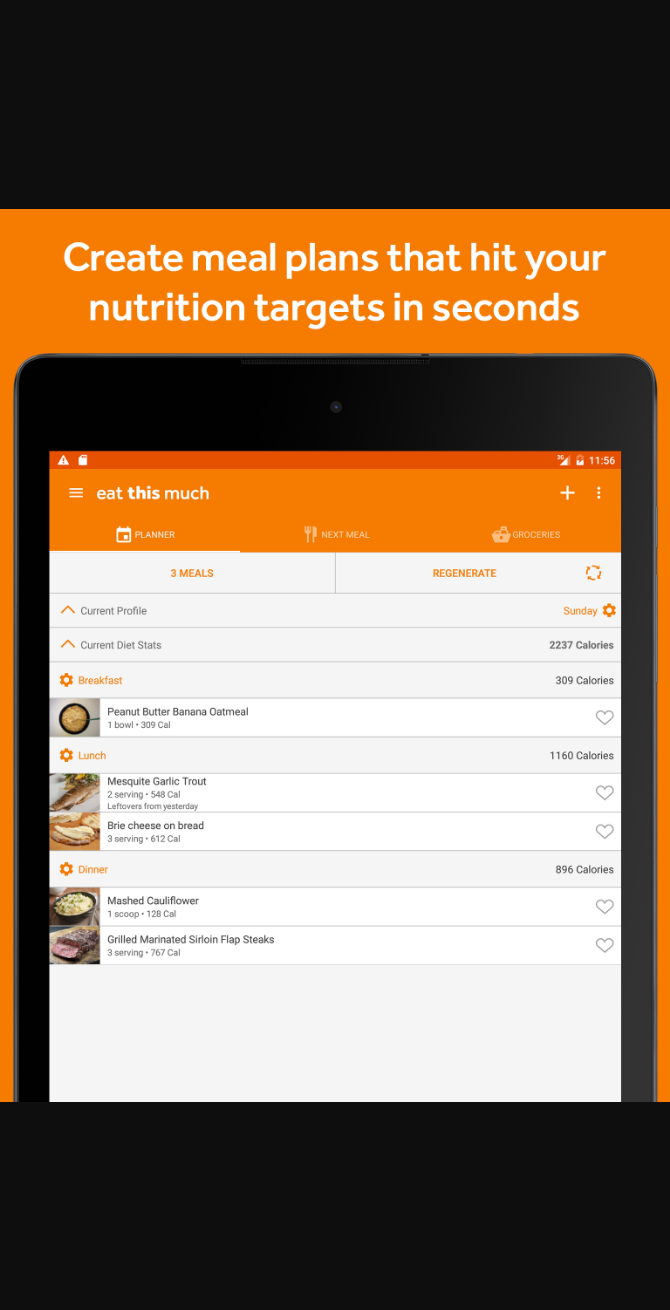 Create meal plans that hit your
nutrition targets in seconds
3G 11:56
eat this much
PLANNER NEXT MEAL GROCERIES
3 MEALS REGENERATE
Current Profile Sunday
Current Diet Stats 2237 Calories
Breakfast 309 Calories
Peanut Butter Banana Oatmeal
1 bowl • 309 Cal
Lunch 1160 Calories
Mesquite Garlic Trout
2 serving • 548 Cal
Leftovers from yesterday
Brie cheese on bread
3 serving • 612 Cal
Dinner 896 Calories
Mashed Cauliflower
1 scoop • 128 Cal
Grilled Marinated Sirloin Flap Steaks
3 serving • 767 Cal